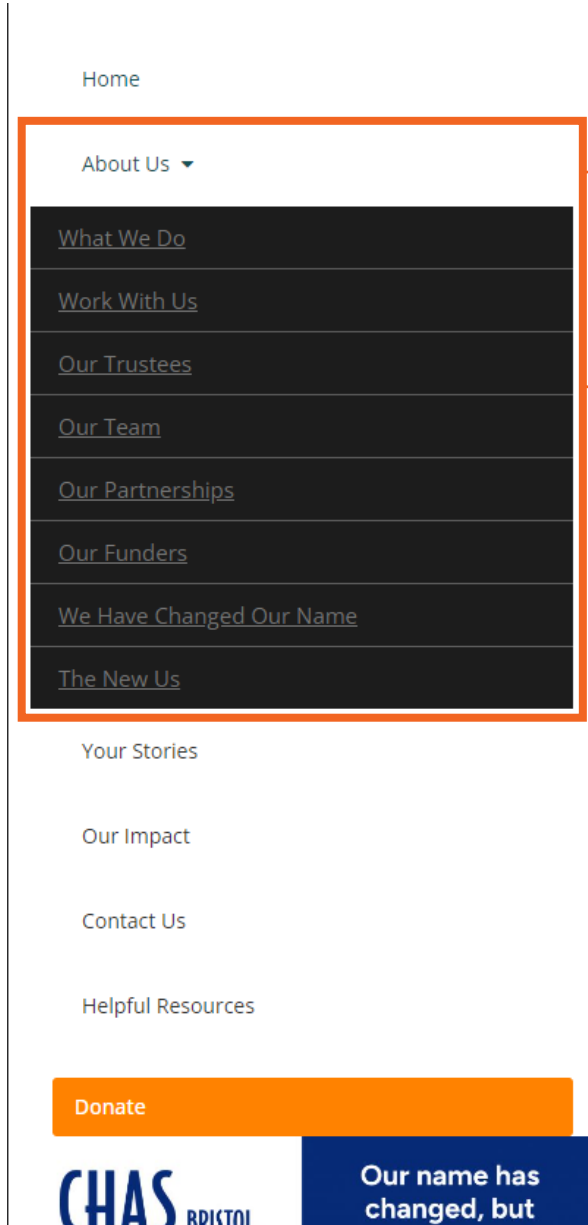 Home
About Us
What We Do
Work With Us
Our Trustees
Our Team
Our Partnerships
Our Funders
We Have Changed Our Name
The New Us
Your Stories
Our Impact
Contact Us
Helpful Resources
Donate
CHAS BRISTOL
Our name has
changed, but